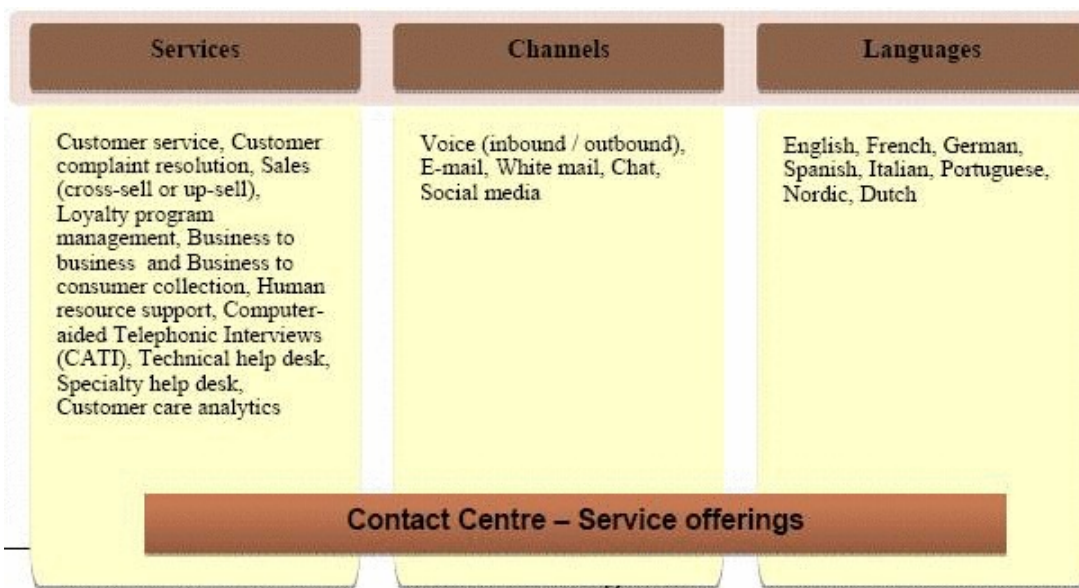 Services
Customer service, Customer
complaint resolution, Sales
(cross-sell or up-sell),
Loyalty program
management, Business to
business and Business to
consumer collection, Human
resource support, Computer-
aided Telephonic Interviews
(CATI), Technical help desk,
Specialty help desk,
Customer care analytics
Channels
Voice (inbound / outbound),
E-mail, White mail, Chat,
Social media
Languages
English, French, German,
Spanish, Italian, Portuguese,
Nordic, Dutch
Contact Centre – Service offerings